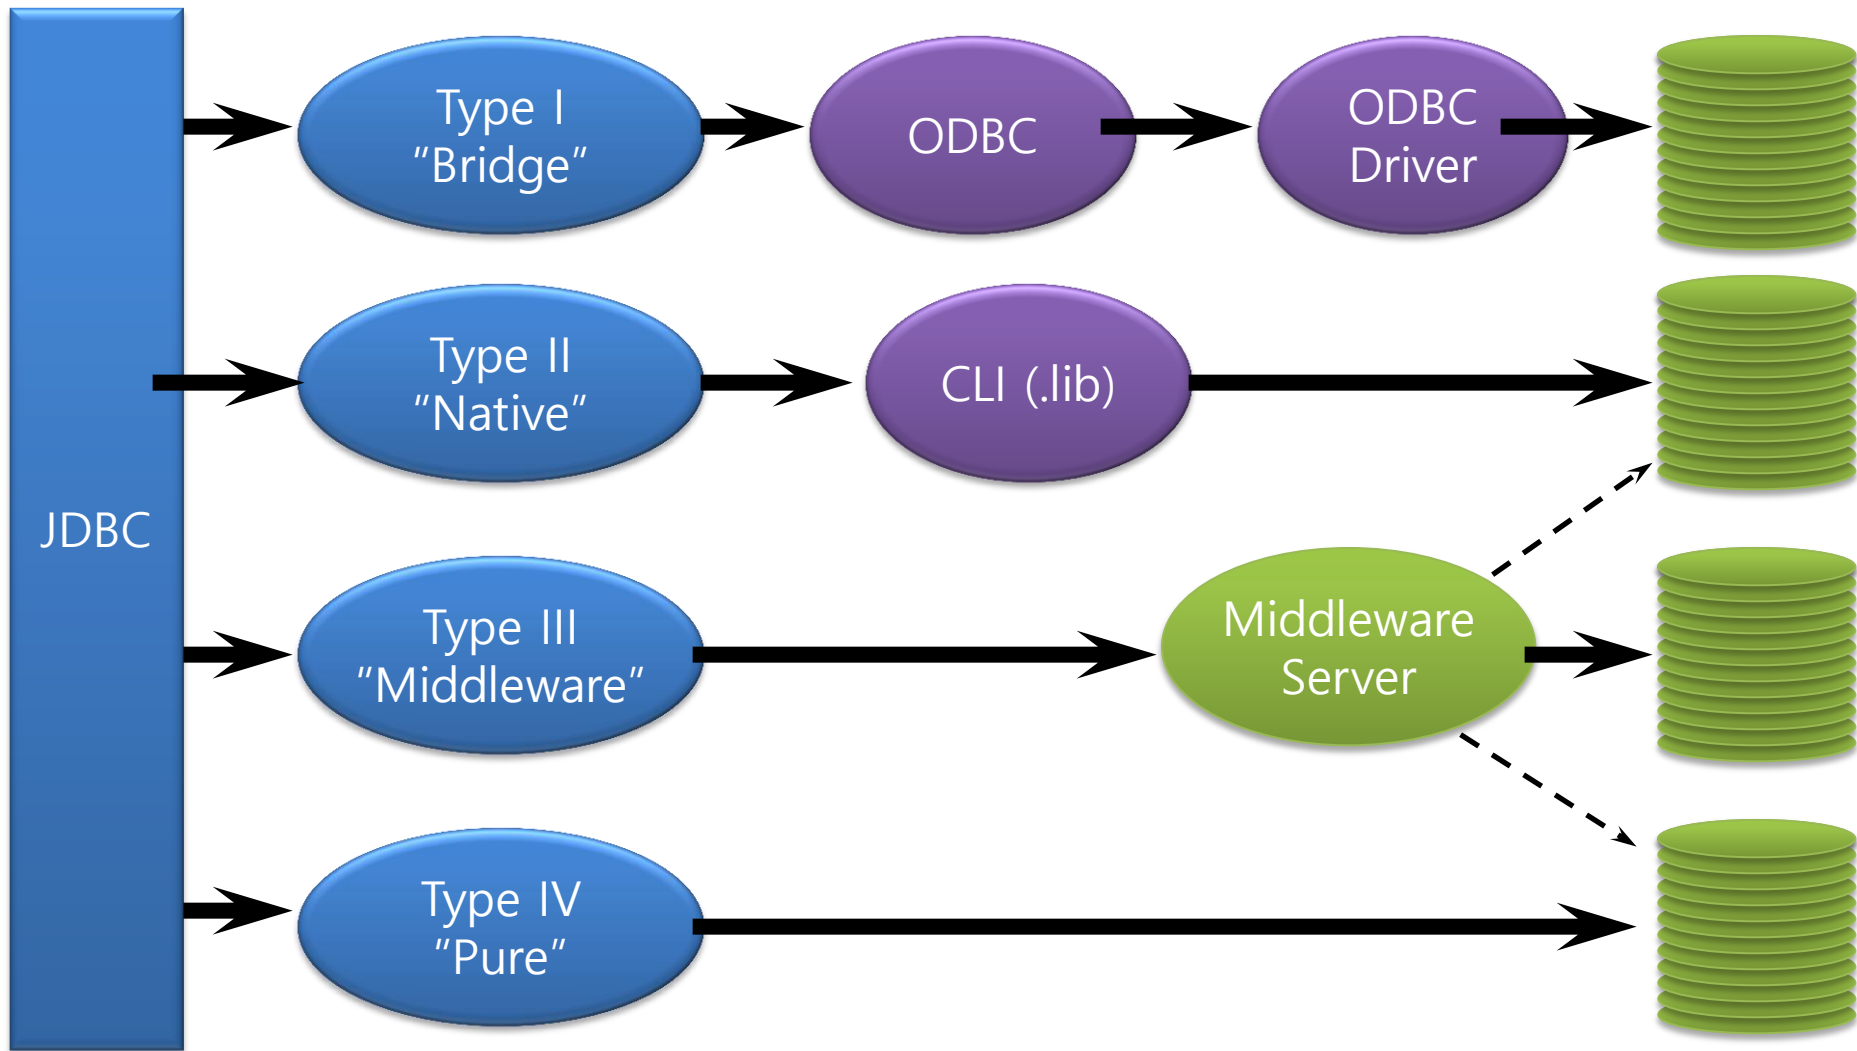 JDBC
Type I
"Bridge"
ODBC
ODBC
Driver
Type II
"Native"
CLI (.lib)
Type III
"Middleware"
Middleware
Server
Type IV
"Pure"